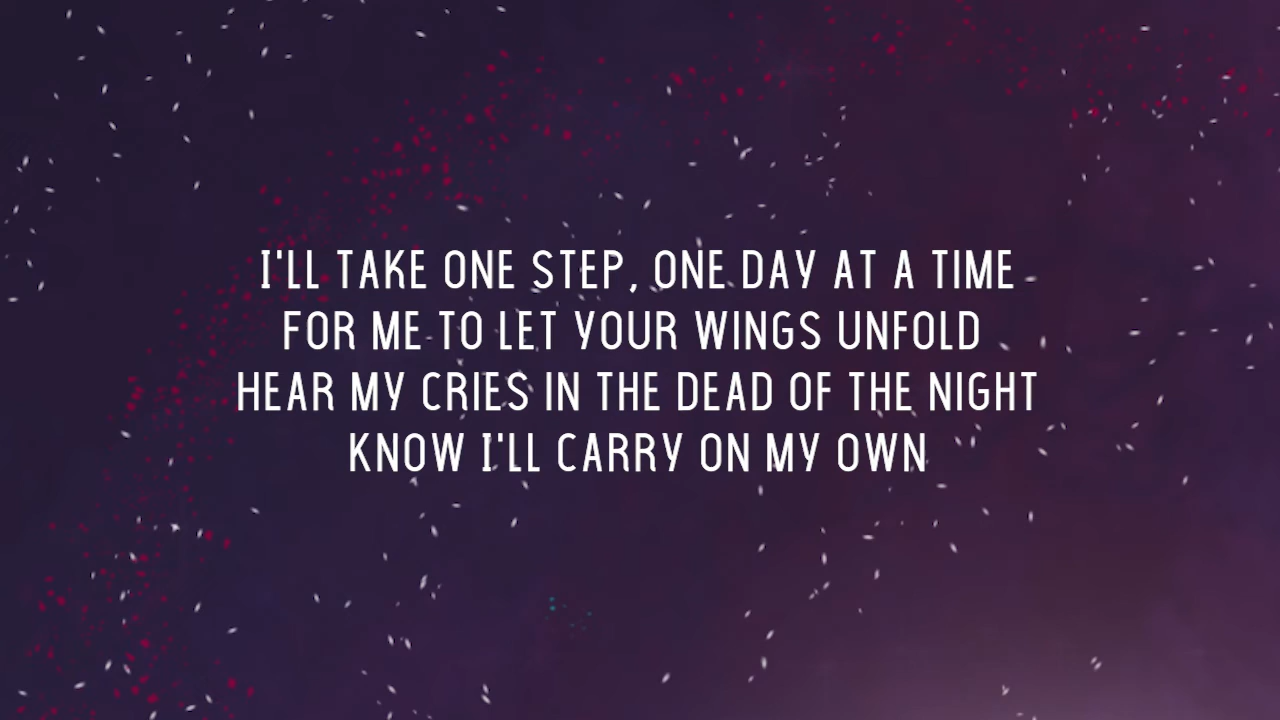 I'LL TAKE ONE STEP, ONE DAY AT A TIME
FOR ME TO LET YOUR WINGS UNFOLD
HEAR MY CRIES IN THE DEAD OF THE NIGHT
KNOW I'LL CARRY ON MY OWN